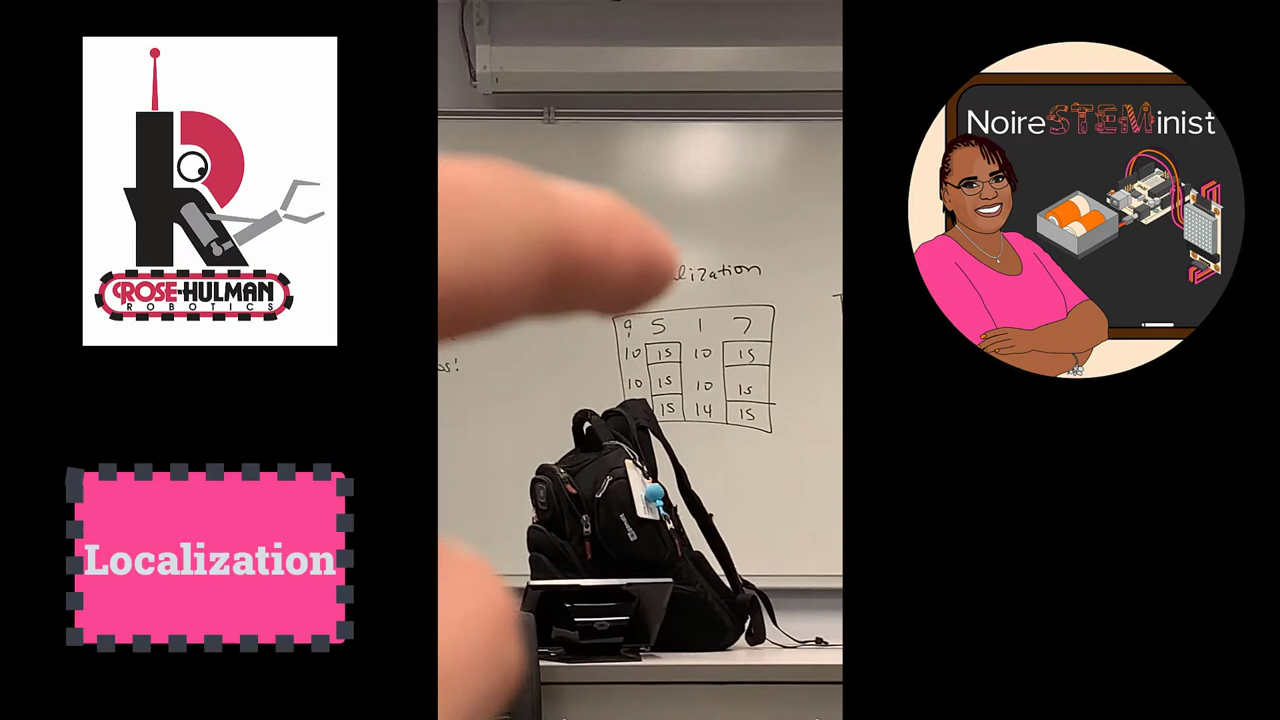 ROSE-HULMAN
ROBOTICS
Localization
lization
9 5 1 7
10 15 10 15
10 15 10 15
15 14 15
os!
NoireSTEMinist